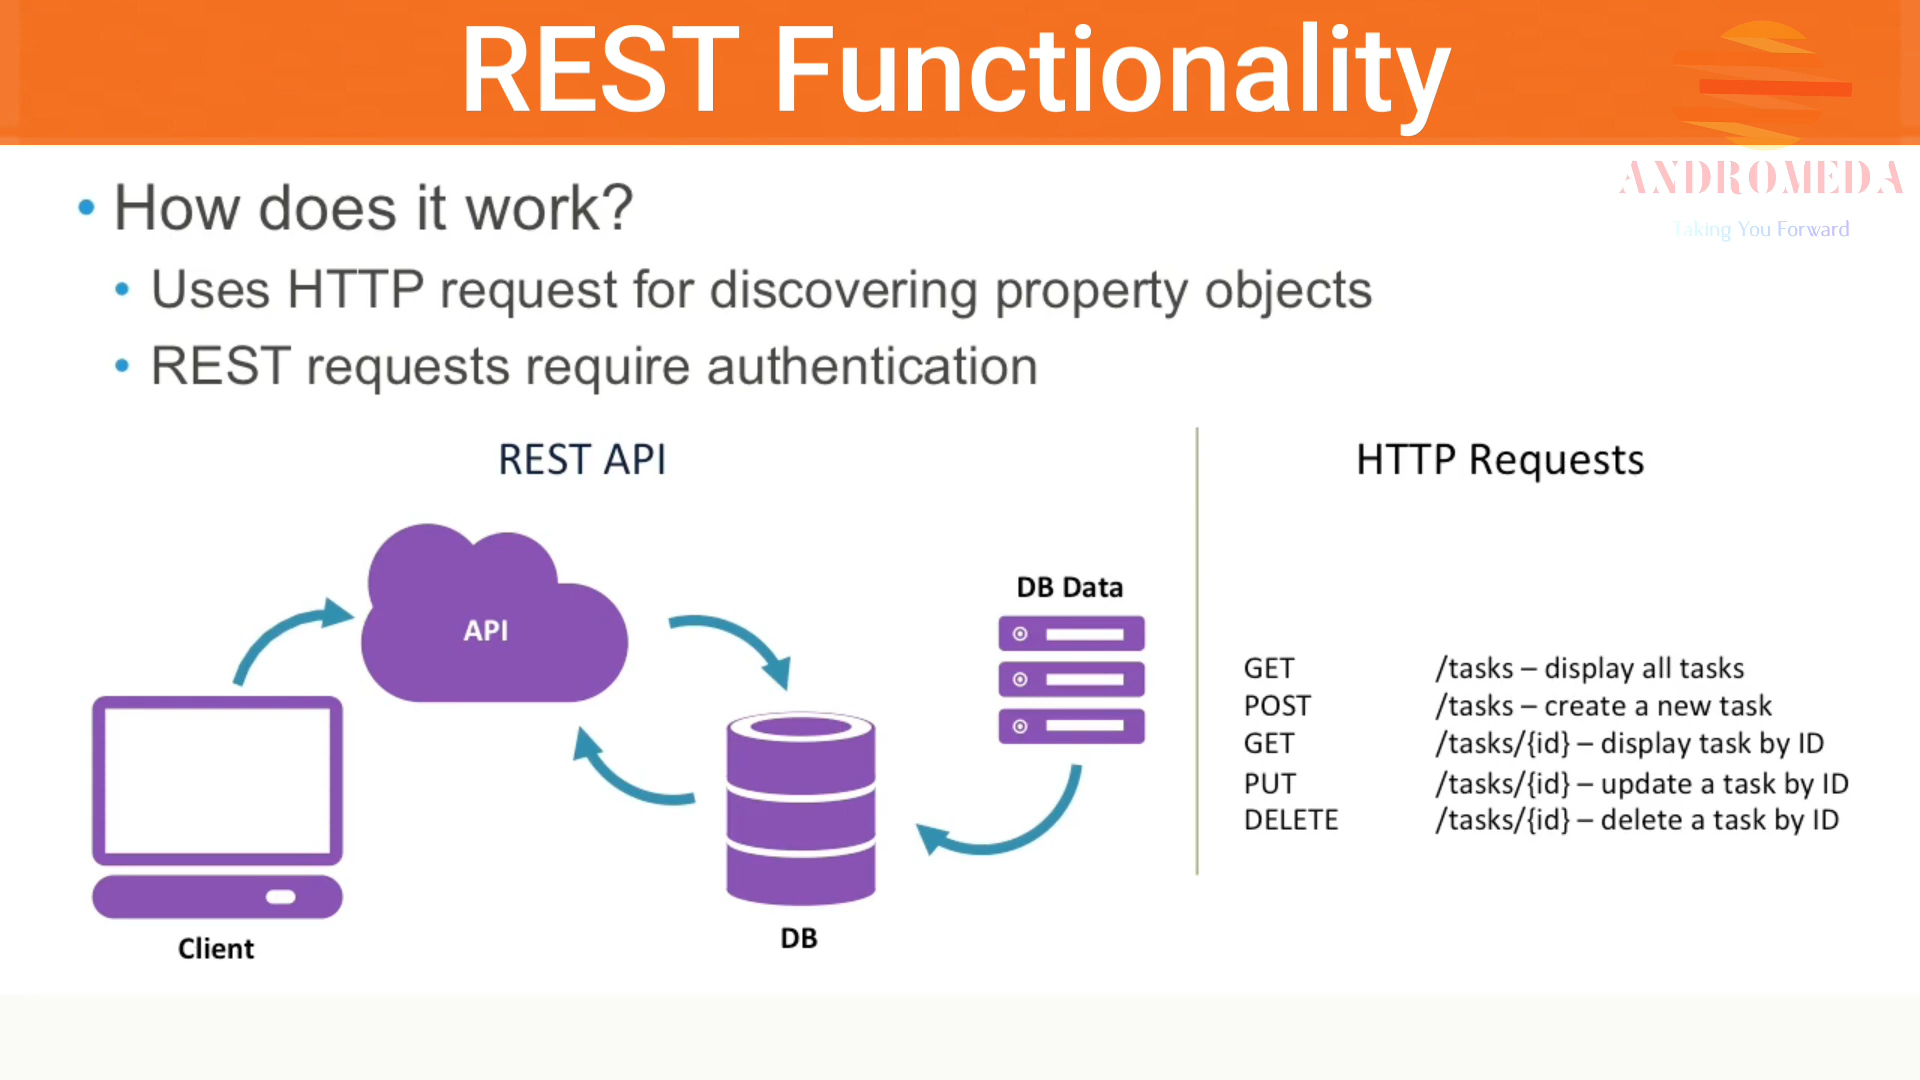 REST Functionality
ANDROMEDA
Taking You Forward
• How does it work?
• Uses HTTP request for discovering property objects
• REST requests require authentication
REST API
HTTP Requests
API
DB Data
Client
DB
GET /tasks – display all tasks
POST /tasks – create a new task
GET /tasks/{id} – display task by ID
PUT /tasks/{id} – update a task by ID
DELETE /tasks/{id} – delete a task by ID